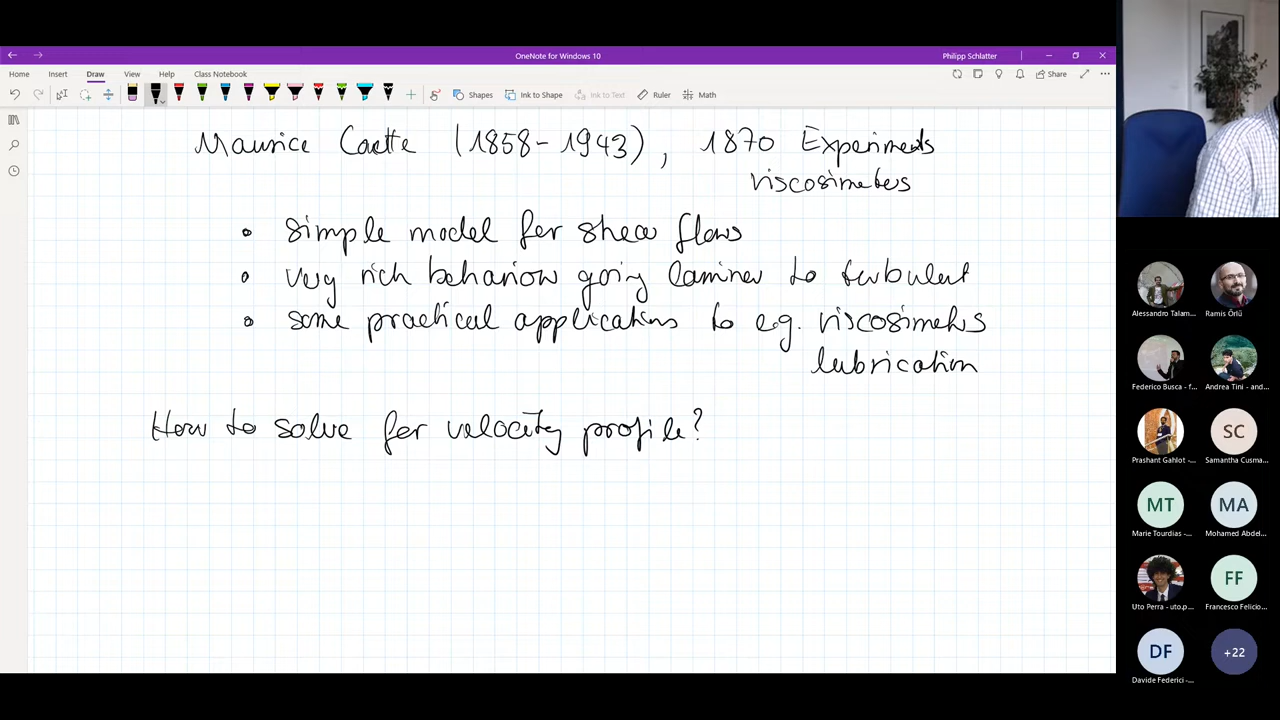 OneNote for Windows 10
Philipp Schlatter
Home Insert Draw View Help Class Notebook
Share
Shapes Ink to Shape Ink to Text Ruler Math
Maurice Couette (1858-1943), 1870 Experiments
viscosimeters
• simple model for shear flows
• very rich behaviour going laminar to turbulent
• some practical applications to e.g. viscosimeters
lubrication
How to solve for velocity profile?
Alessandro Talam...
Ramis Örlü
Federico Busca - f...
Andrea Tini - and...
SC
Prashant Gahlot -...
Samantha Cusma...
MT
MA
Marie Tourdias -...
Mohamed Abdel...
FF
Uto Perra - uto.p...
Francesco Felicio...
DF
+22
Davide Federici -...